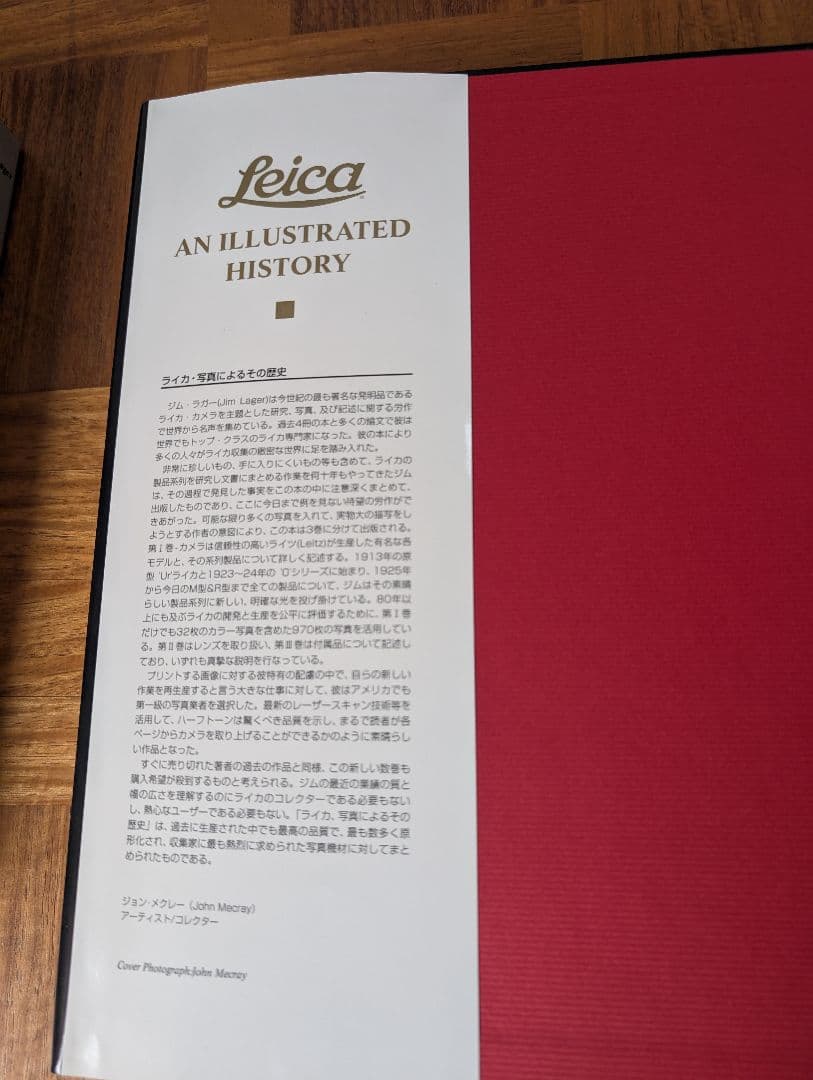 Leica
AN ILLUSTRATED
HISTORY
ライカ・写真によるその歴史
ジム・ラガー(Jim Lager)は今世紀の最も著名な発明品である
ライカ・カメラを主題とした研究、写真、及び記述に関する労作
で世界から名声を集めている。過去4冊の本と多くの論文で彼は
世界でもトップ・クラスのライカ専門家になった。彼の本により
多くの人々がライカ収集の緻密な世界に足を踏み入れた。
非常に珍しいもの、手に入りにくいもの等も含めて、ライカの
製品系列を研究し文書にまとめる作業を何十年もやってきたジム
は、その過程で発見した事実をこの本の中に注意深くまとめて、
出版したものであり、ここに今日まで例を見ない待望の労作がで
きあがった。可能な限り多くの写真を入れて、実物大の描写をし
ようとする作者の意図により、この本は3巻に分けて出版される。
第Ⅰ巻-カメラは信頼性の高いライツ(Leitz)が生産した有名な各
モデルと、その系列製品について詳しく記述する。1913年の原
型“Ur”ライカと1923〜24年の“0”シリーズに始まり、1925年
から今日のM型&R型まで全ての製品について、ジムはその素晴
らしい製品系列に新しい、明確な光を投げ掛けている。80年以
上にも及ぶライカの開発と生産を公平に評価するために、第Ⅰ巻
だけでも32枚のカラー写真を含めた970枚の写真を活用してい
る。第Ⅱ巻はレンズを取り扱い、第Ⅲ巻は付属品について記述し
ており、いずれも真摯な説明を行なっている。
プリントする画像に対する彼特有の配慮の中で、自らの新しい
作業を再生産すると言う大きな仕事に対して、彼はアメリカでも
第一級の写真業者を選択した。最新のレーザースキャン技術等を
活用して、ハーフトーンは驚くべき品質を示し、まるで読者が各
ページからカメラを取り上げることができるかのように素晴らし
い作品となった。
すぐに売り切れた著者の過去の作品と同様、この新しい数巻も
購入希望が殺到するものと考えられる。ジムの最近の業績の質と
幅の広さを理解するのにライカのコレクターである必要もない
し、熱心なユーザーである必要もない。「ライカ、写真によるその
歴史」は、過去に生産された中でも最高の品質で、最も数多く原
形化され、収集家に最も熱烈に求められた写真機材に対してまと
められたものである。
ジョン・メクレー (John Mecray)
アーティスト/コレクター
Cover Photograph:John Mecray